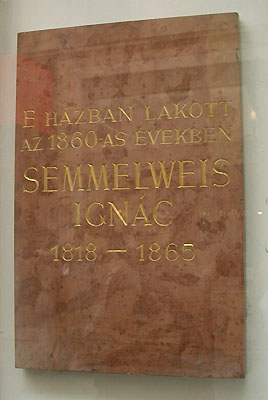 E HÁZBAN LAKOTT
AZ 1860-AS ÉVEKBEN
SEMMELWEIS
IGNÁC
1818 – 1865